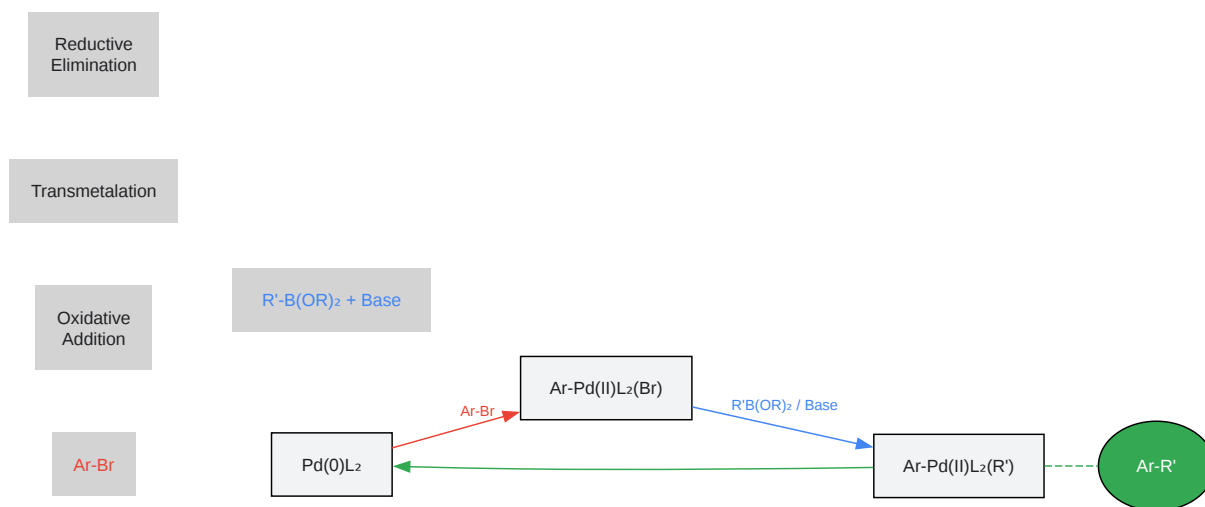 Reductive
Elimination
Transmetalation
Oxidative
Addition
R'-B(OR)₂ + Base
Ar-Pd(II)L₂(Br)
Ar-Br
R'B(OR)₂ / Base
Ar-Br
Pd(0)L₂
Ar-Pd(II)L₂(R')
Ar-R'